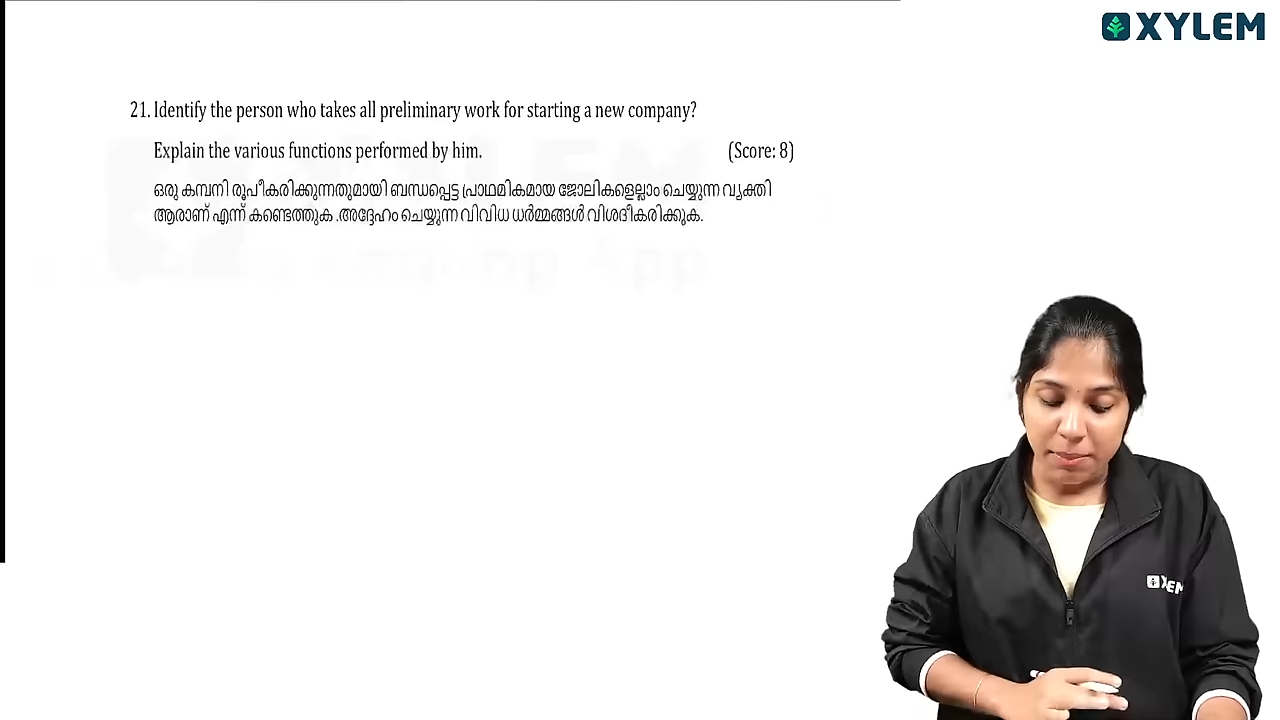 XYLEM
21. Identify the person who takes all preliminary work for starting a new company?
Explain the various functions performed by him. (Score: 8)
ഒരു കമ്പനി രൂപീകരിക്കുന്നതുമായി ബന്ധപ്പെട്ട പ്രാഥമികമായ ജോലികളെല്ലാം ചെയ്യുന്ന വ്യക്തി
ആരാണ് എന്ന് കണ്ടെത്തുക .അദ്ദേഹം ചെയ്യുന്ന വിവിധ ധർമ്മങ്ങൾ വിശദീകരിക്കുക.
XYLEM